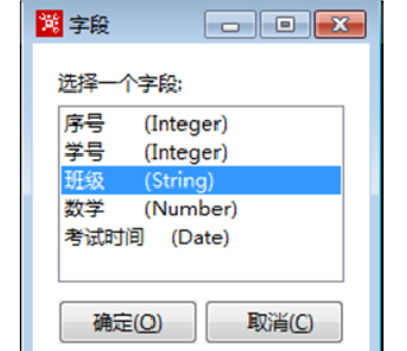 字段
选择一个字段:
序号 (Integer)
学号 (Integer)
班级 (String)
数学 (Number)
考试时间 (Date)
确定(O) 取消(C)